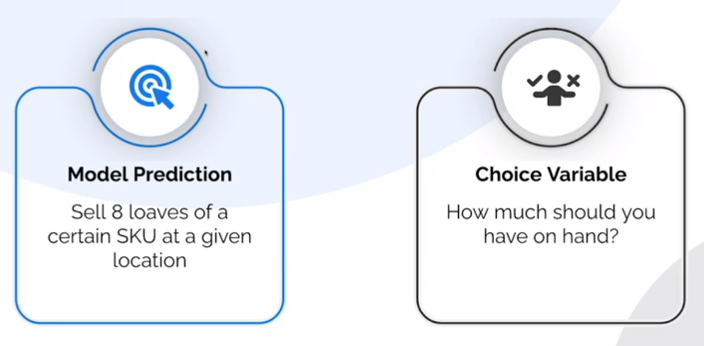 Model Prediction
Sell 8 loaves of a
certain SKU at a given
location
Choice Variable
How much should you
have on hand?